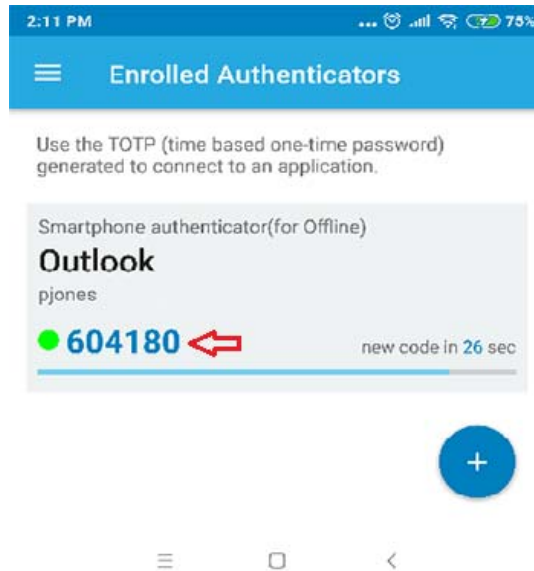 2:11 PM ... 75%
Enrolled Authenticators
Use the TOTP (time based one-time password)
generated to connect to an application.
Smartphone authenticator(for Offline)
Outlook
pjones
604180 new code in 26 sec
+